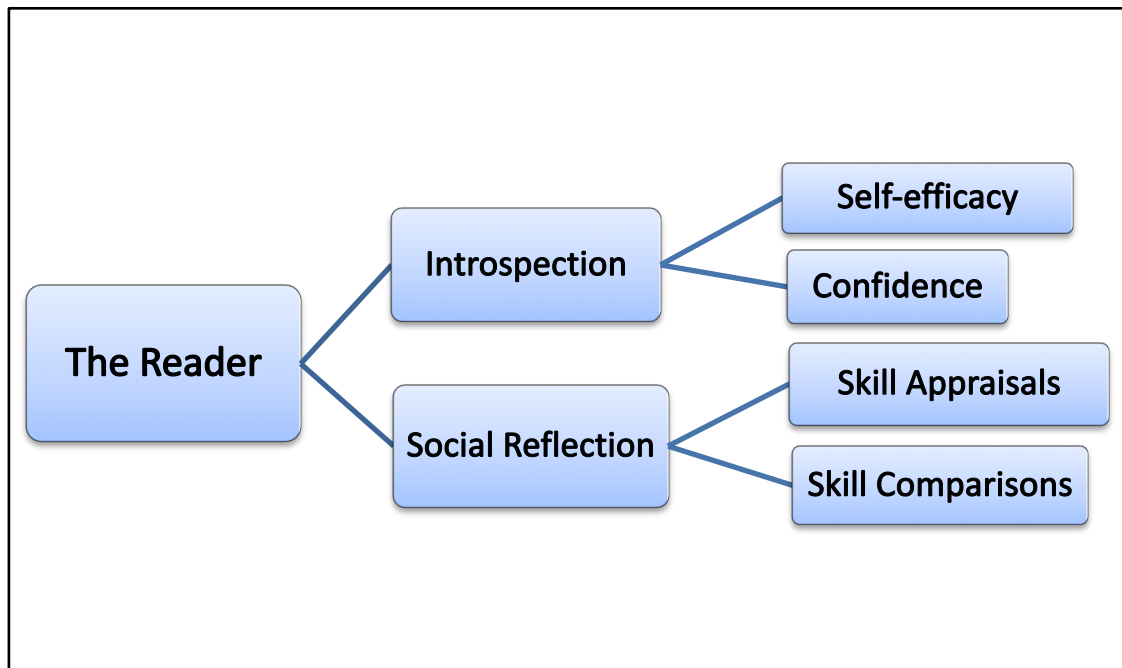 The Reader
Introspection
Self-efficacy
Confidence
Social Reflection
Skill Appraisals
Skill Comparisons